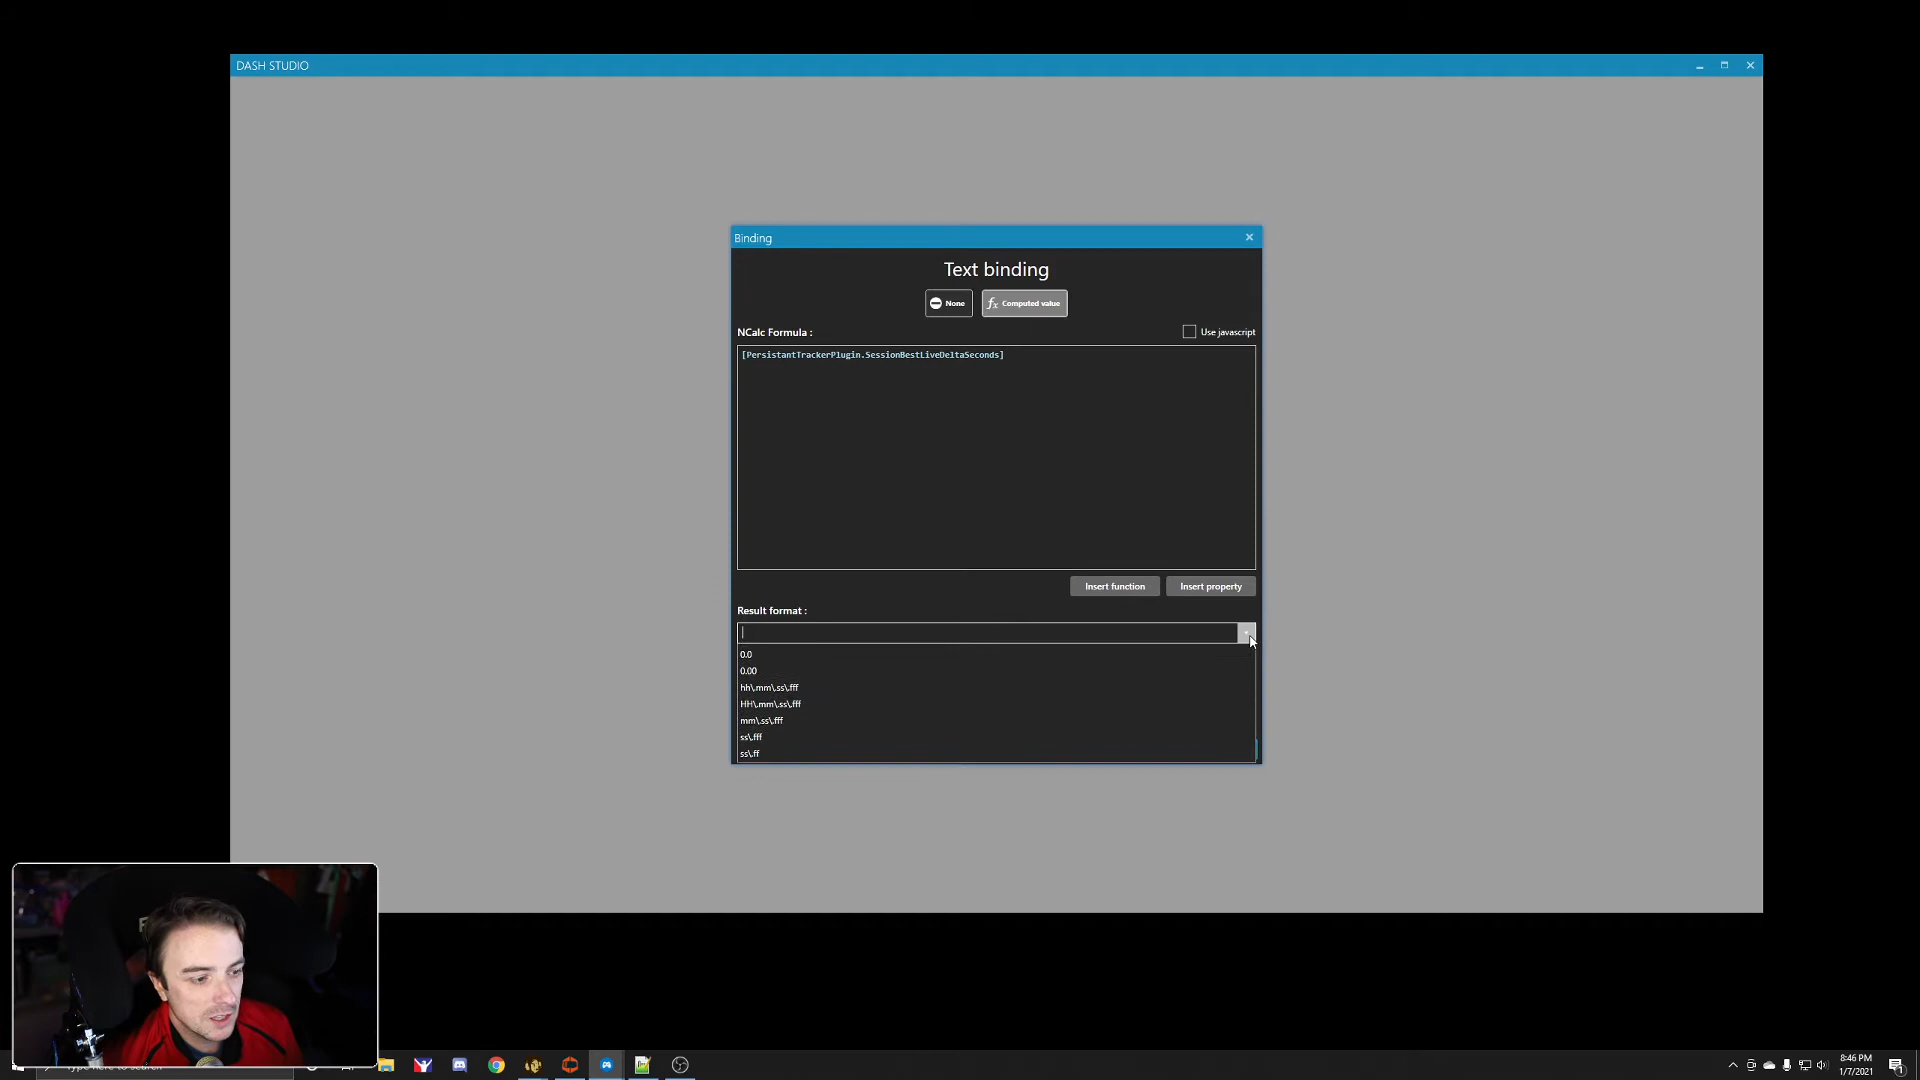 DASH STUDIO
Binding
Text binding
None
fx Computed value
NCalc Formula :
Use javascript
[PersistantTrackerPlugin.SessionBestLiveDeltaSeconds]
Insert function
Insert property
Result format :
0.0
0.00
hh\.mm\.ss\.fff
HH\.mm\.ss\.fff
mm\.ss\.fff
ss\.fff
ss\.ff
8:46 PM
1/7/2021